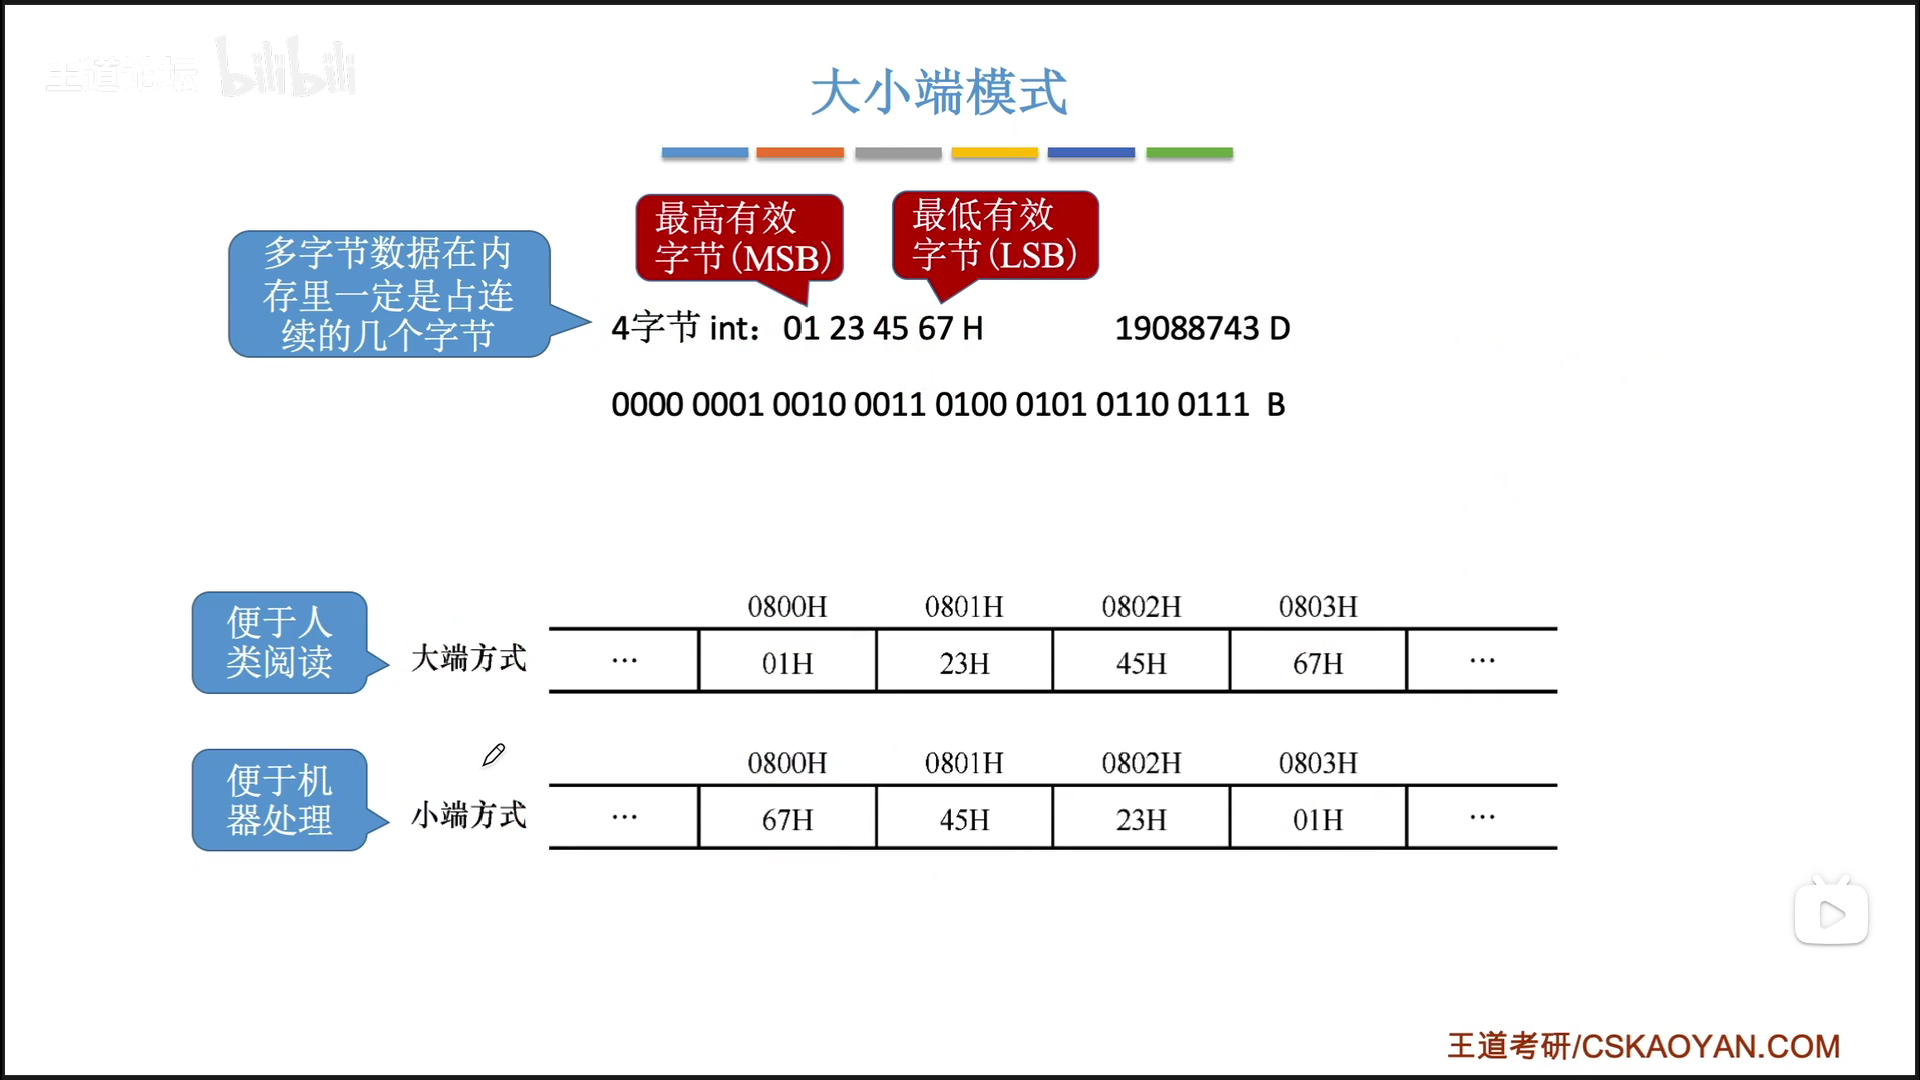 王道论坛 bilibili
大小端模式
最高有效
字节(MSB)
最低有效
字节(LSB)
多字节数据在内
存里一定是占连
续的几个字节
4字节 int： 01 23 45 67 H 19088743 D
0000 0001 0010 0011 0100 0101 0110 0111 B
便于人
类阅读
大端方式
0800H 0801H 0802H 0803H
… 01H 23H 45H 67H …
便于机
器处理
小端方式
0800H 0801H 0802H 0803H
… 67H 45H 23H 01H …
王道考研/CSKAOYAN.COM